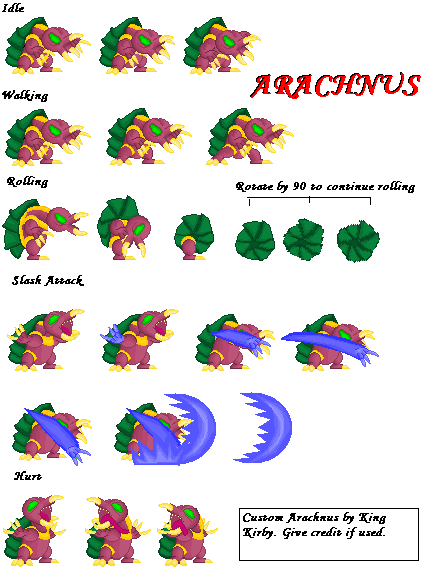 Idle
ARACHNUS
Walking
Rolling
Rotate by 90 to continue rolling
Slash Attack
Hurt
Custom Arachnus by King
Kirby. Give credit if used.